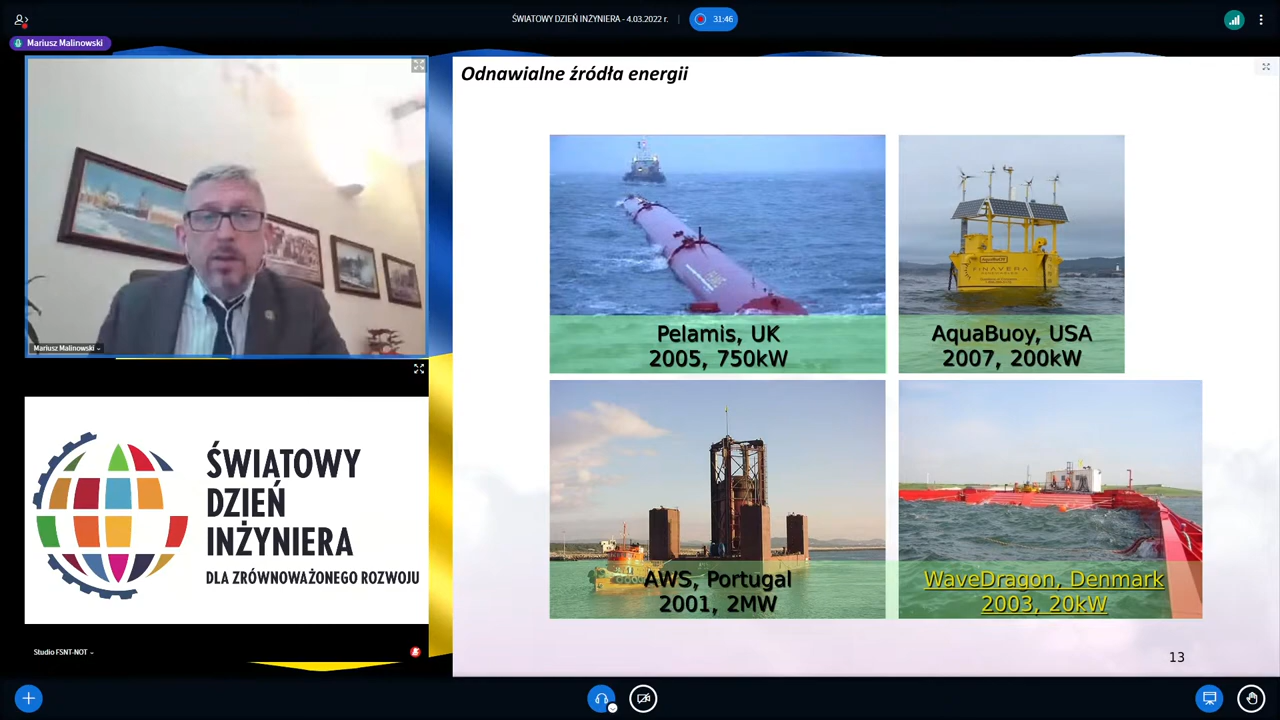 ŚWIATOWY DZIEŃ INŻYNIERA - 4.03.2022 r.
31:46
Mariusz Malinowski
Mariusz Malinowski
ŚWIATOWY
DZIEŃ
INŻYNIERA
DLA ZRÓWNOWAŻONEGO ROZWOJU
Studio FSNT-NOT
Odnawialne źródła energii
Pelamis, UK
2005, 750kW
AquaBuOY
FINAVERA
AquaBuoy, USA
2007, 200kW
AWS, Portugal
2001, 2MW
WaveDragon, Denmark
2003, 20kW
13